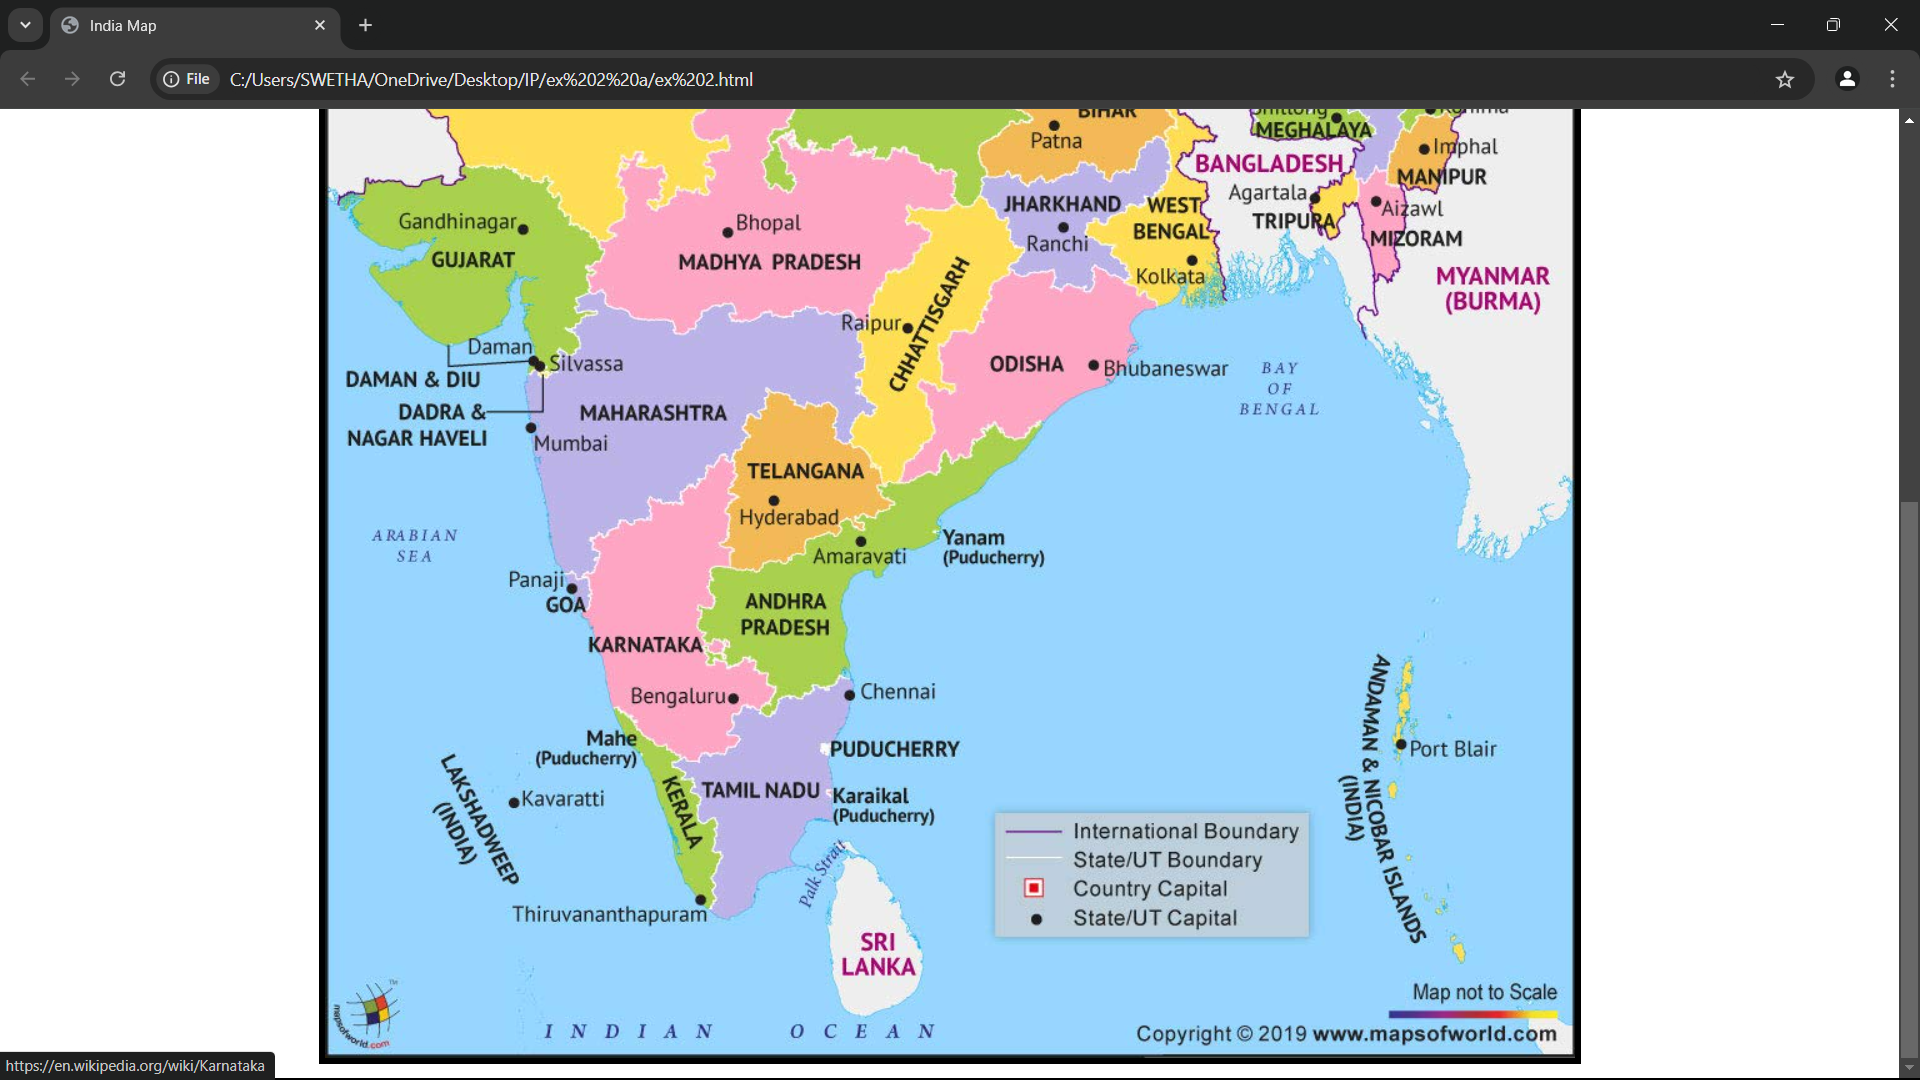 India Map
File
C:/Users/SWETHA/OneDrive/Desktop/IP/ex%202%20a/ex%202.html
BIHAR
Patna
Shillong
MEGHALAYA
Kohima
Imphal
MANIPUR
BANGLADESH
Agartala
TRIPURA
Aizawl
MIZORAM
MYANMAR
(BURMA)
JHARKHAND
Ranchi
WEST
BENGAL
Kolkata
Gandhinagar
GUJARAT
Bhopal
MADHYA PRADESH
Raipur
CHHATTISGARH
ODISHA
Bhubaneswar
BAY
OF
BENGAL
Daman
Silvassa
DAMAN & DIU
DADRA &
NAGAR HAVELI
MAHARASHTRA
Mumbai
TELANGANA
Hyderabad
ARABIAN
SEA
Amaravati
Yanam
(Puducherry)
Panaji
GOA
ANDHRA
PRADESH
KARNATAKA
Bengaluru
Chennai
Mahe
(Puducherry)
PUDUCHERRY
TAMIL NADU
Karaikal
(Puducherry)
KERALA
LAKSHADWEEP
(INDIA)
Kavaratti
Thiruvananthapuram
Palk Strait
SRI
LANKA
ANDAMAN & NICOBAR ISLANDS
(INDIA)
Port Blair
International Boundary
State/UT Boundary
Country Capital
State/UT Capital
Map not to Scale
INDIAN OCEAN
Copyright © 2019 www.mapsofworld.com
mapsofworld.com
TM
https://en.wikipedia.org/wiki/Karnataka